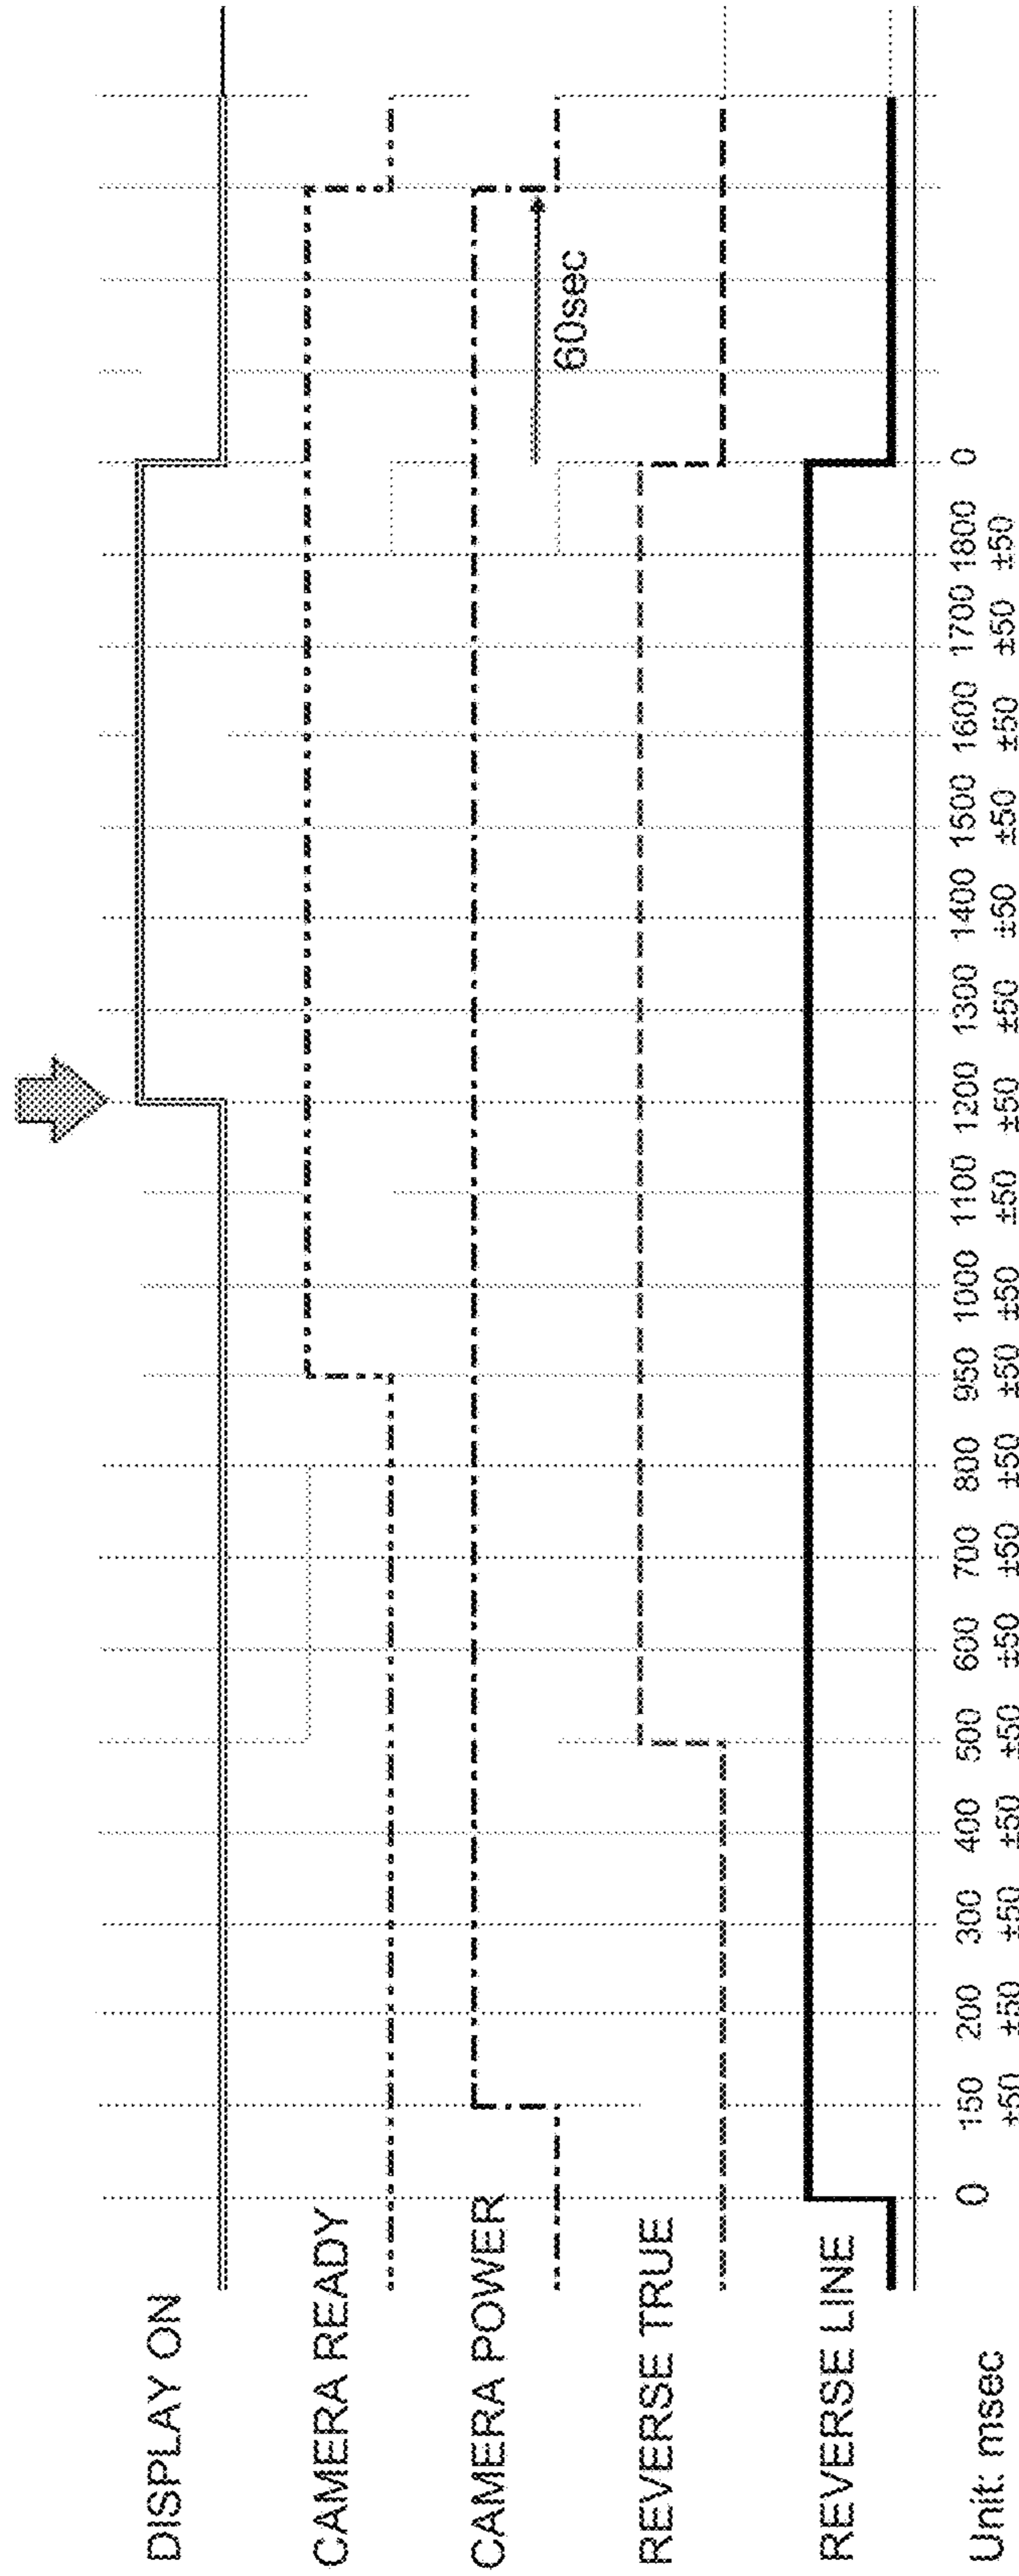 DISPLAY ON
CAMERA READY
CAMERA POWER
60sec
REVERSE TRUE
REVERSE LINE
0 150 200 300 400 500 600 700 800 950 1000 1100 1200 1300 1400 1500 1600 1700 1800 0
±50 ±50 ±50 ±50 ±50 ±50 ±50 ±50 ±50 ±50 ±50 ±50 ±50 ±50 ±50 ±50 ±50 ±50
Unit: msec